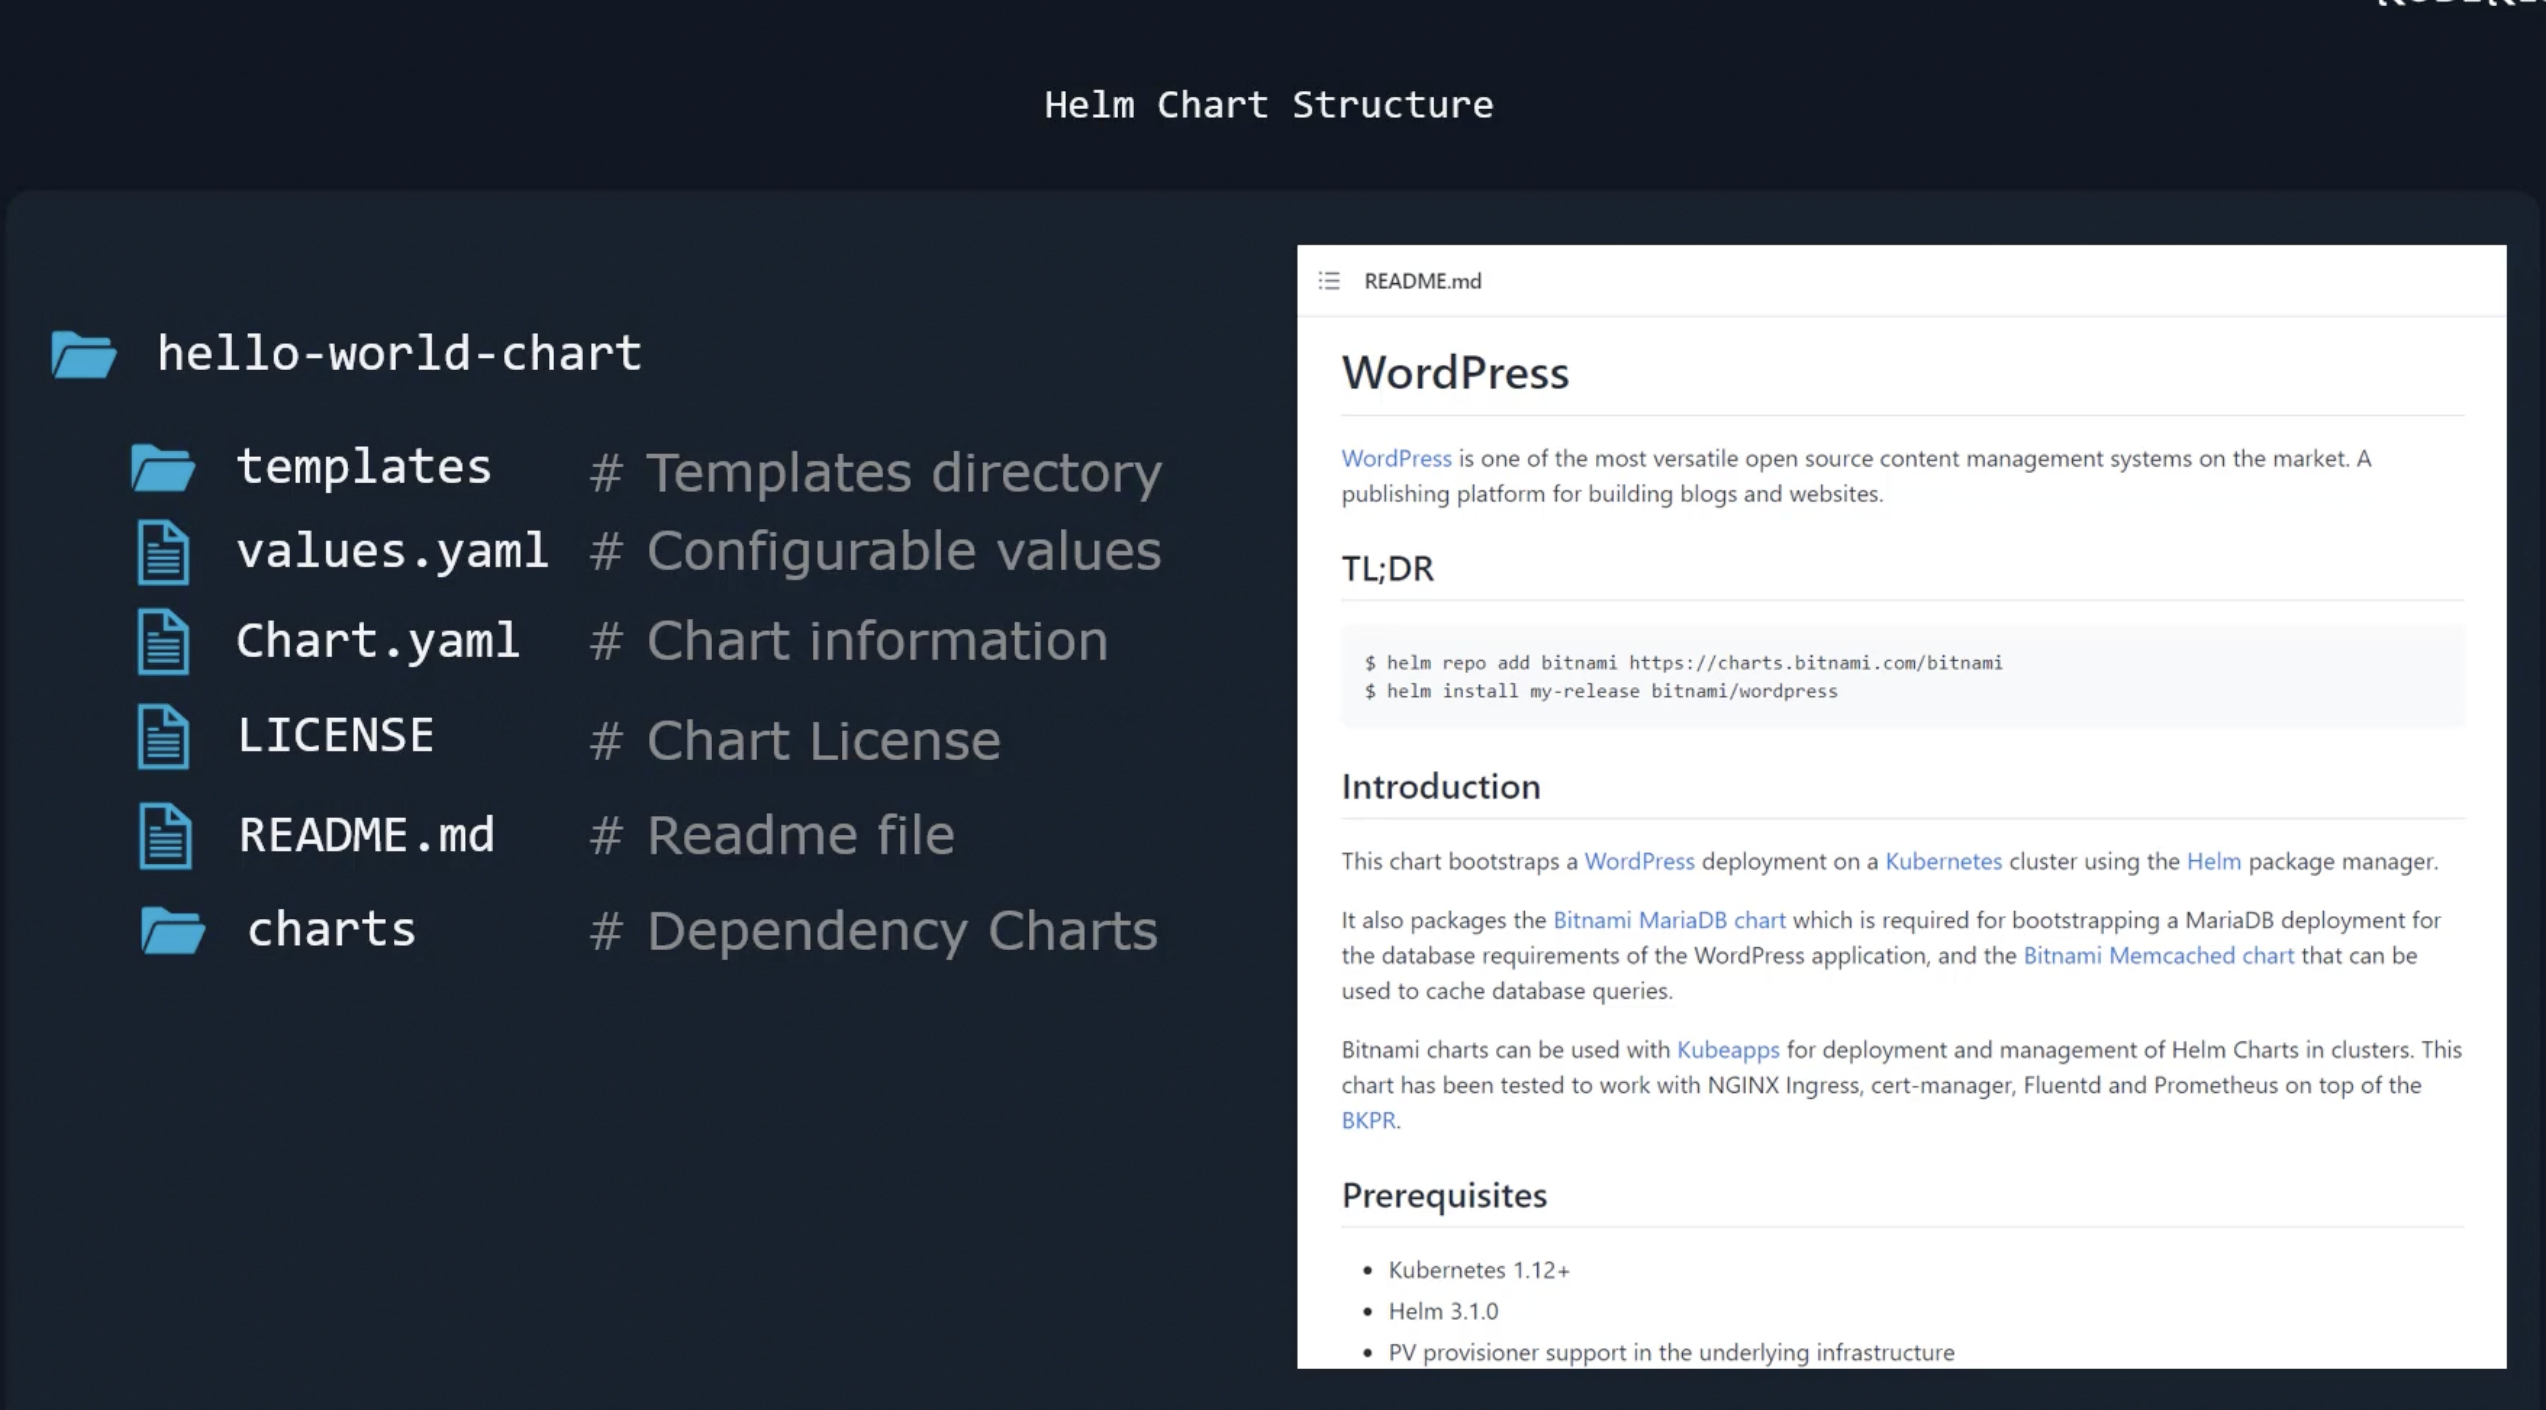 Helm Chart Structure
hello-world-chart
templates # Templates directory
values.yaml # Configurable values
Chart.yaml # Chart information
LICENSE # Chart License
README.md # Readme file
charts # Dependency Charts
README.md
WordPress
WordPress is one of the most versatile open source content management systems on the market. A
publishing platform for building blogs and websites.
TL;DR
$ helm repo add bitnami https://charts.bitnami.com/bitnami
$ helm install my-release bitnami/wordpress
Introduction
This chart bootstraps a WordPress deployment on a Kubernetes cluster using the Helm package manager.
It also packages the Bitnami MariaDB chart which is required for bootstrapping a MariaDB deployment for
the database requirements of the WordPress application, and the Bitnami Memcached chart that can be
used to cache database queries.
Bitnami charts can be used with Kubeapps for deployment and management of Helm Charts in clusters. This
chart has been tested to work with NGINX Ingress, cert-manager, Fluentd and Prometheus on top of the
BKPR.
Prerequisites
• Kubernetes 1.12+
• Helm 3.1.0
• PV provisioner support in the underlying infrastructure